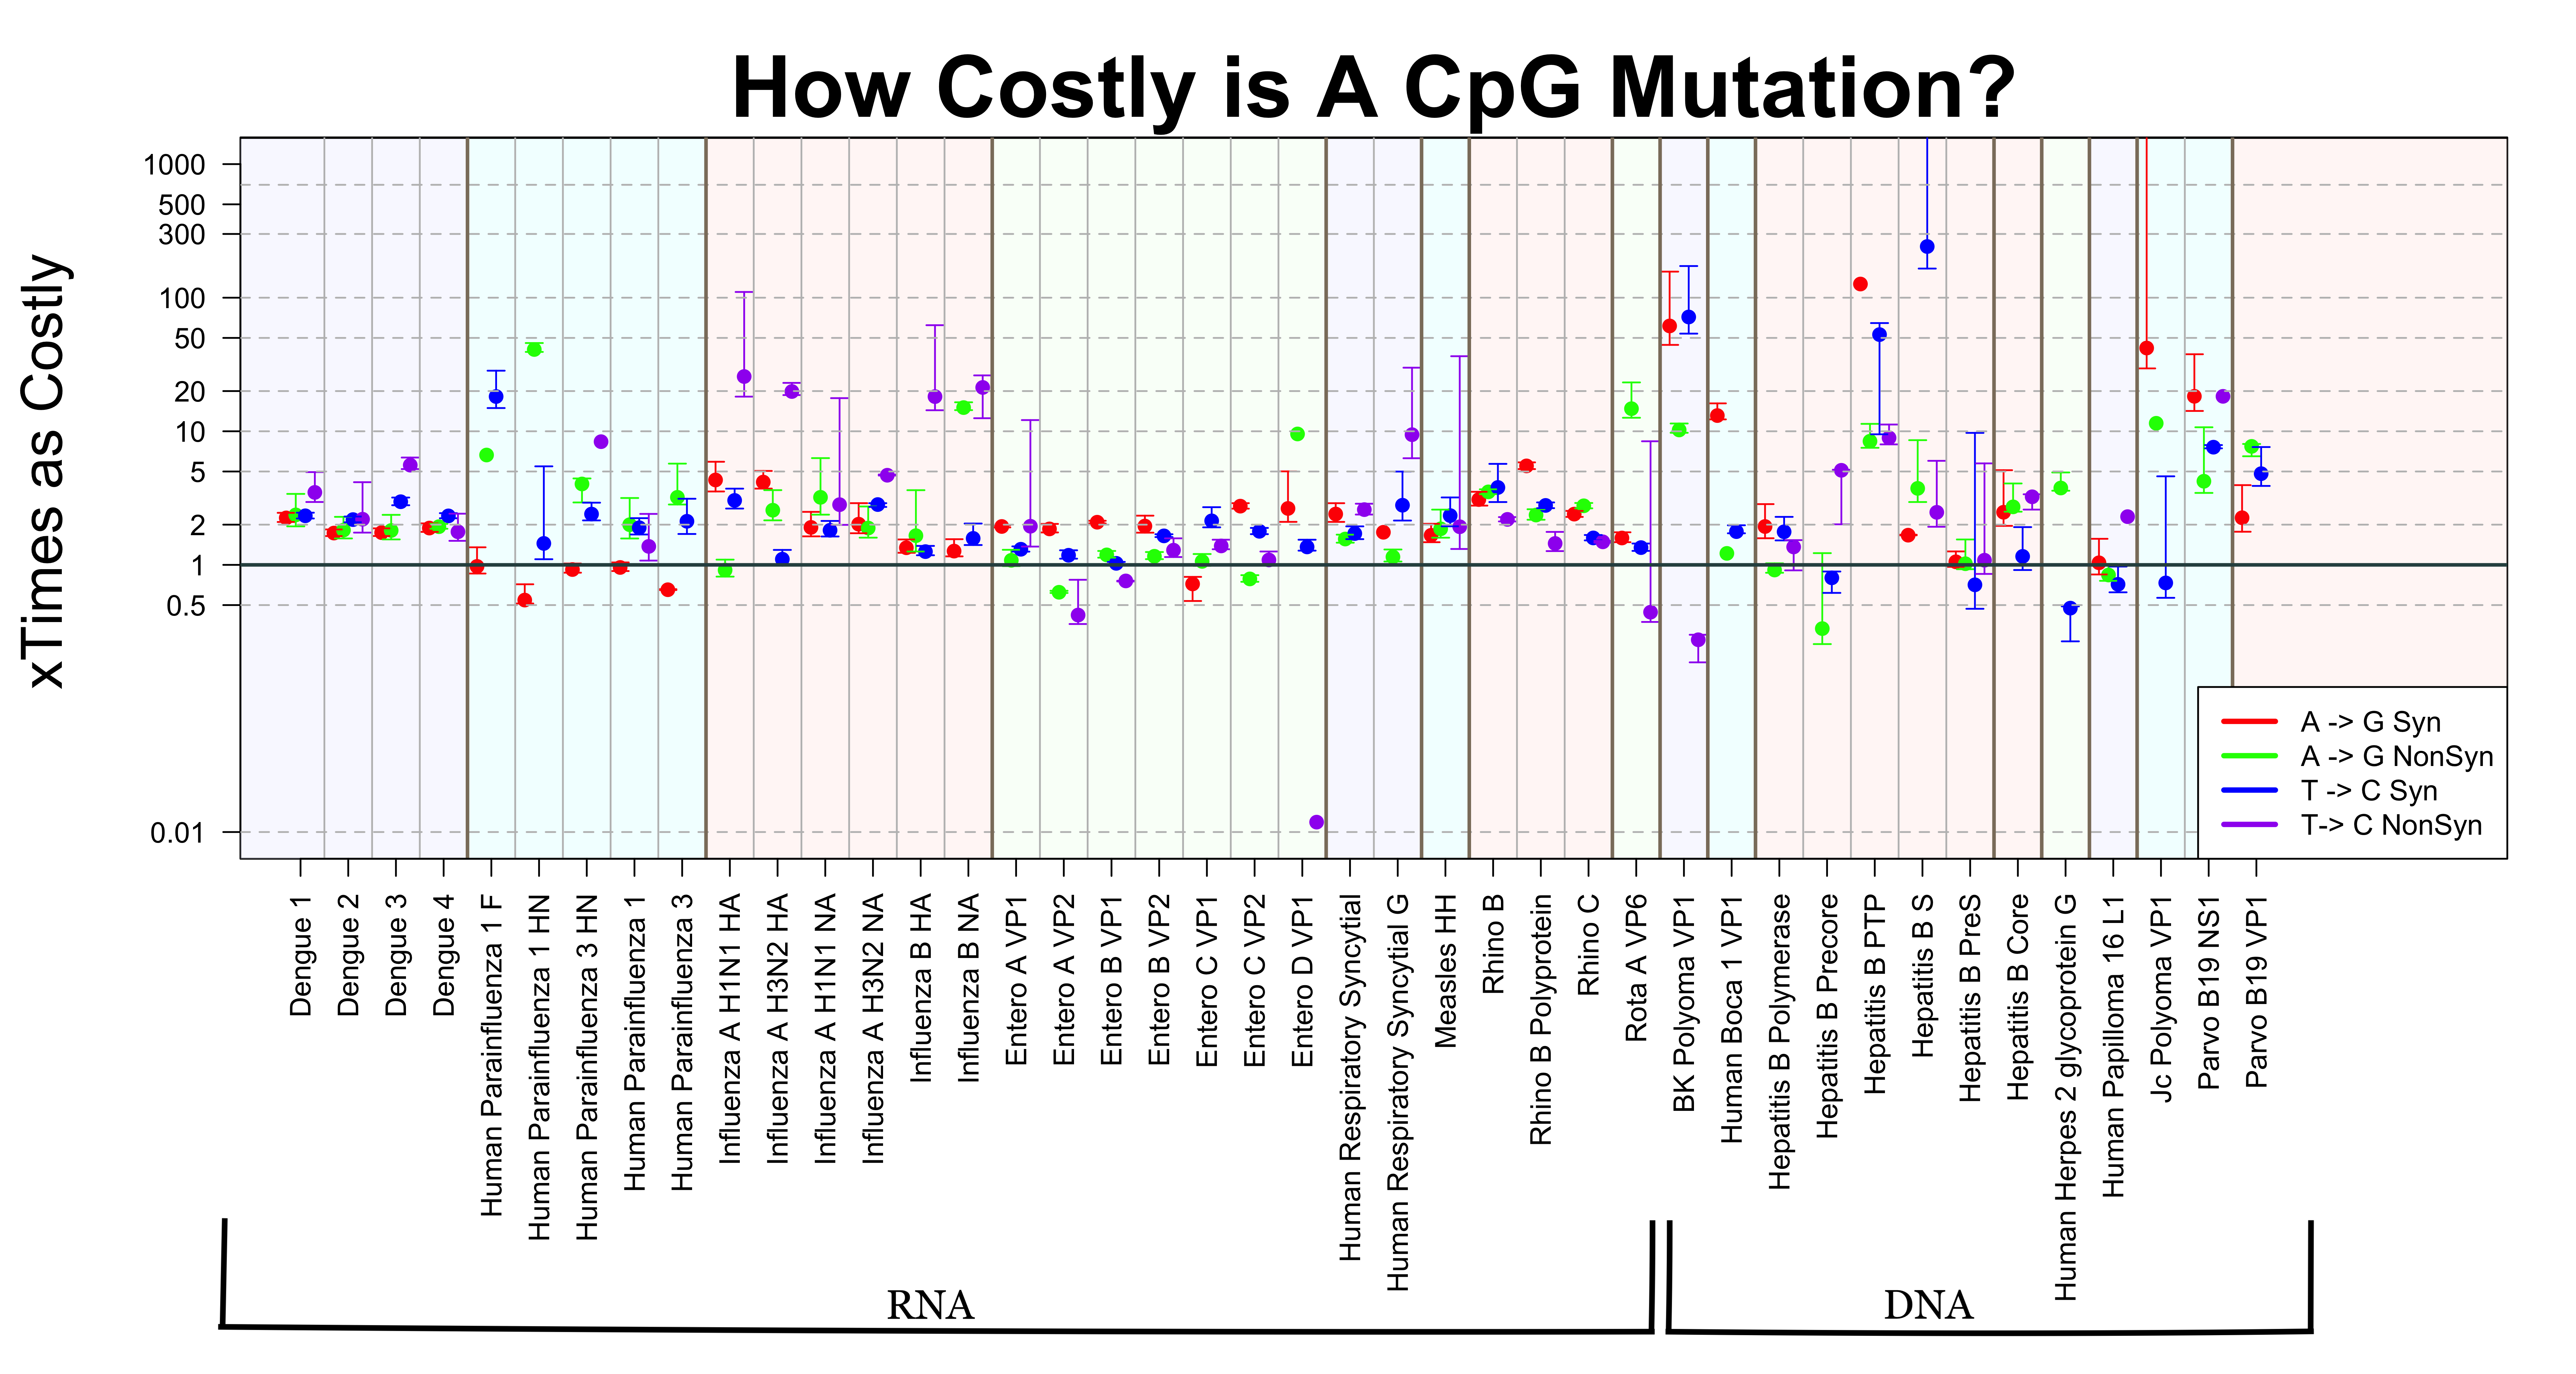 How Costly is A CpG Mutation?
xTimes as Costly
1000
500
300
100
50
20
10
5
2
1
0.5
0.01
A -> G Syn
A -> G NonSyn
T -> C Syn
T-> C NonSyn
Dengue 1
Dengue 2
Dengue 3
Dengue 4
Human Parainfluenza 1 F
Human Parainfluenza 1 HN
Human Parainfluenza 3 HN
Human Parainfluenza 1
Human Parainfluenza 3
Influenza A H1N1 HA
Influenza A H3N2 HA
Influenza A H1N1 NA
Influenza A H3N2 NA
Influenza B HA
Influenza B NA
Entero A VP1
Entero A VP2
Entero B VP1
Entero B VP2
Entero C VP1
Entero C VP2
Entero D VP1
Human Respiratory Syncytial
Human Respiratory Syncytial G
Measles HH
Rhino B
Rhino B Polyprotein
Rhino C
Rota A VP6
BK Polyoma VP1
Human Boca 1 VP1
Hepatitis B Polymerase
Hepatitis B Precore
Hepatitis B PTP
Hepatitis B S
Hepatitis B PreS
Hepatitis B Core
Human Herpes 2 glycoprotein G
Human Papilloma 16 L1
Jc Polyoma VP1
Parvo B19 NS1
Parvo B19 VP1
RNA
DNA